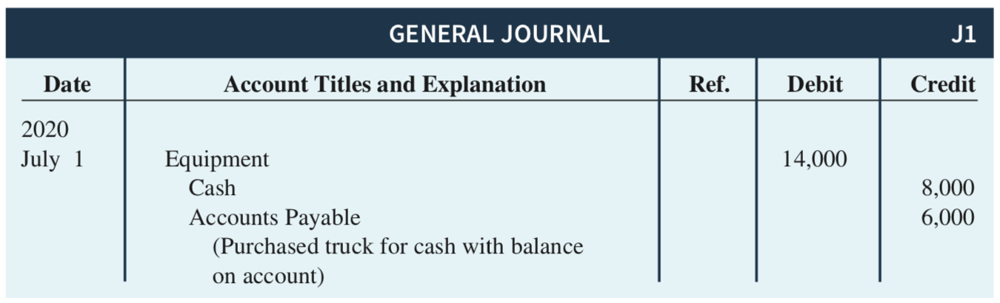 GENERAL JOURNAL J1
Date Account Titles and Explanation Ref. Debit Credit
2020
July 1 Equipment 14,000
Cash 8,000
Accounts Payable 6,000
(Purchased truck for cash with balance
on account)